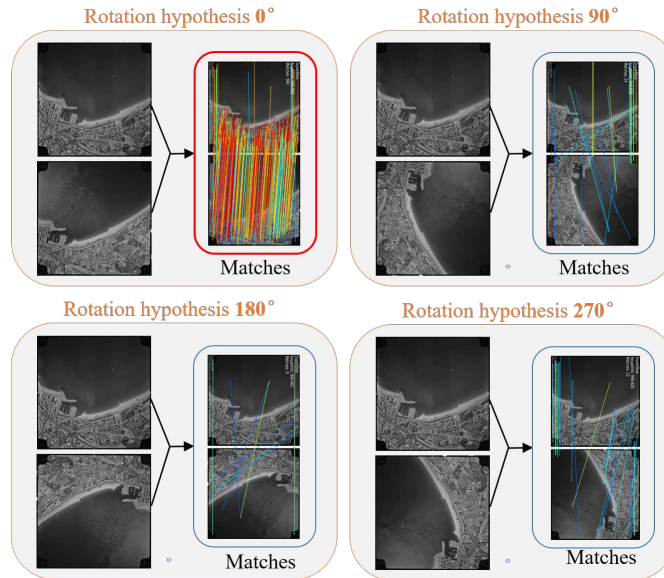 Rotation hypothesis 0°
Rotation hypothesis 90°
Matches
Matches
Rotation hypothesis 180°
Rotation hypothesis 270°
Matches
Matches